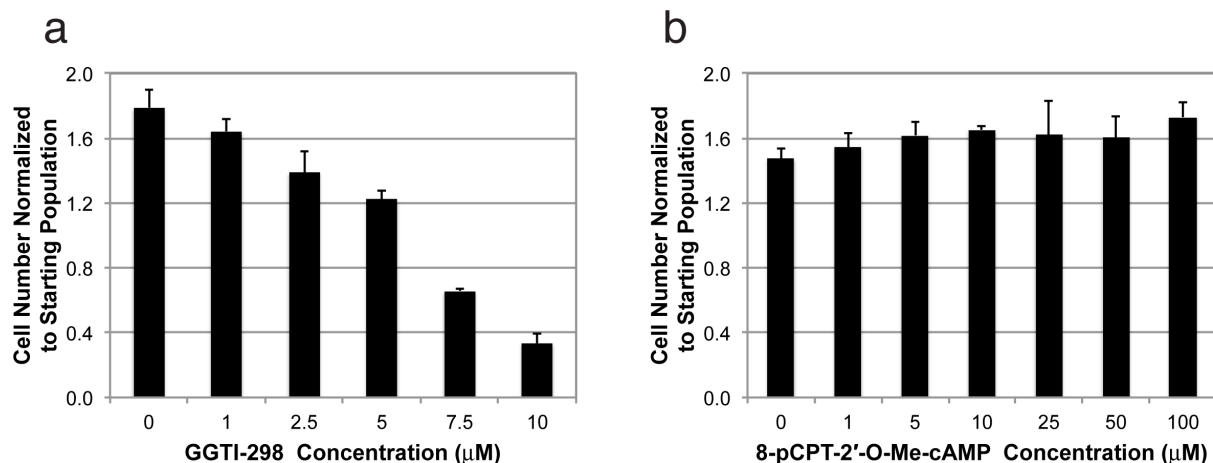 a
2.0
1.6
1.2
0.8
0.4
0.0
Cell Number Normalized
to Starting Population
0 1 2.5 5 7.5 10
GGTI-298 Concentration (µM)
b
2.0
1.6
1.2
0.8
0.4
0.0
Cell Number Normalized
to Starting Population
0 1 5 10 25 50 100
8-pCPT-2′-O-Me-cAMP Concentration (µM)